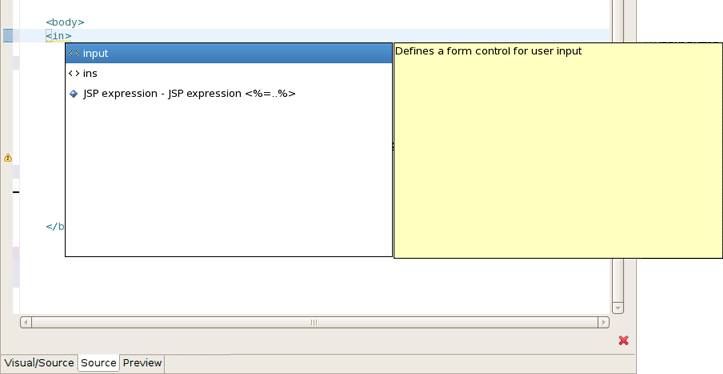 <body>
<in>
<> input
Defines a form control for user input
<> ins
JSP expression - JSP expression <%=..%>
</b
Visual/Source Source Preview